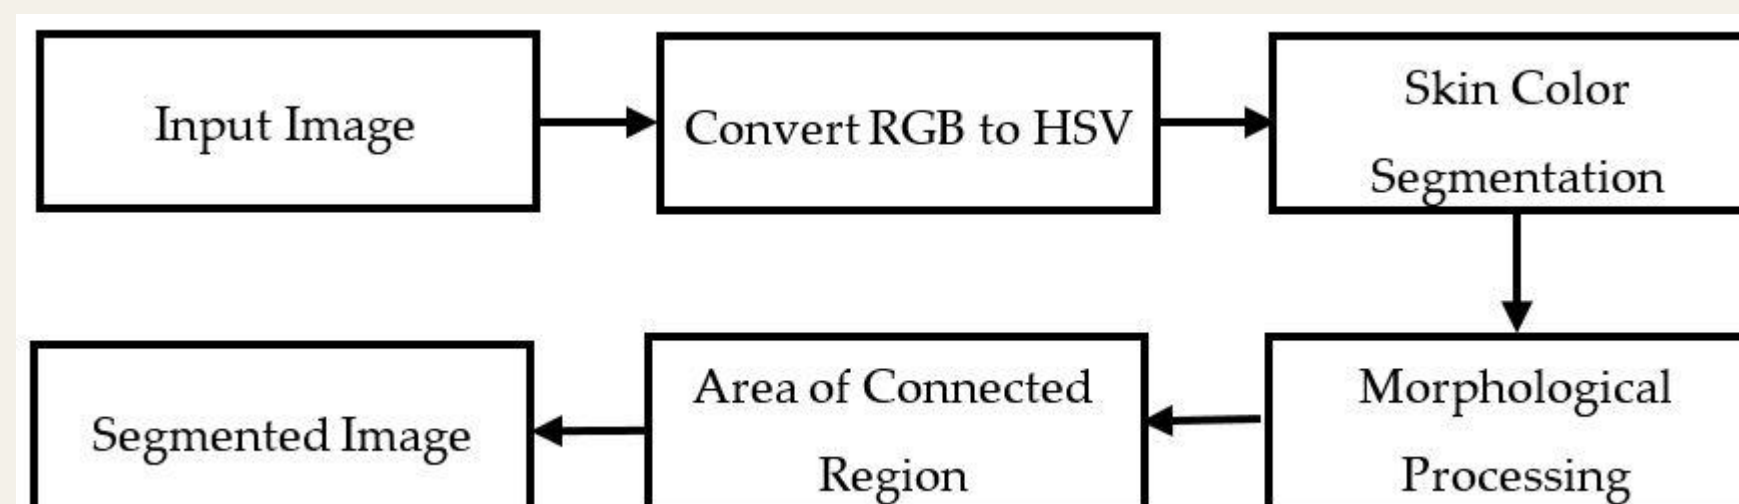 Input Image
Convert RGB to HSV
Skin Color
Segmentation
Segmented Image
Area of Connected
Region
Morphological
Processing